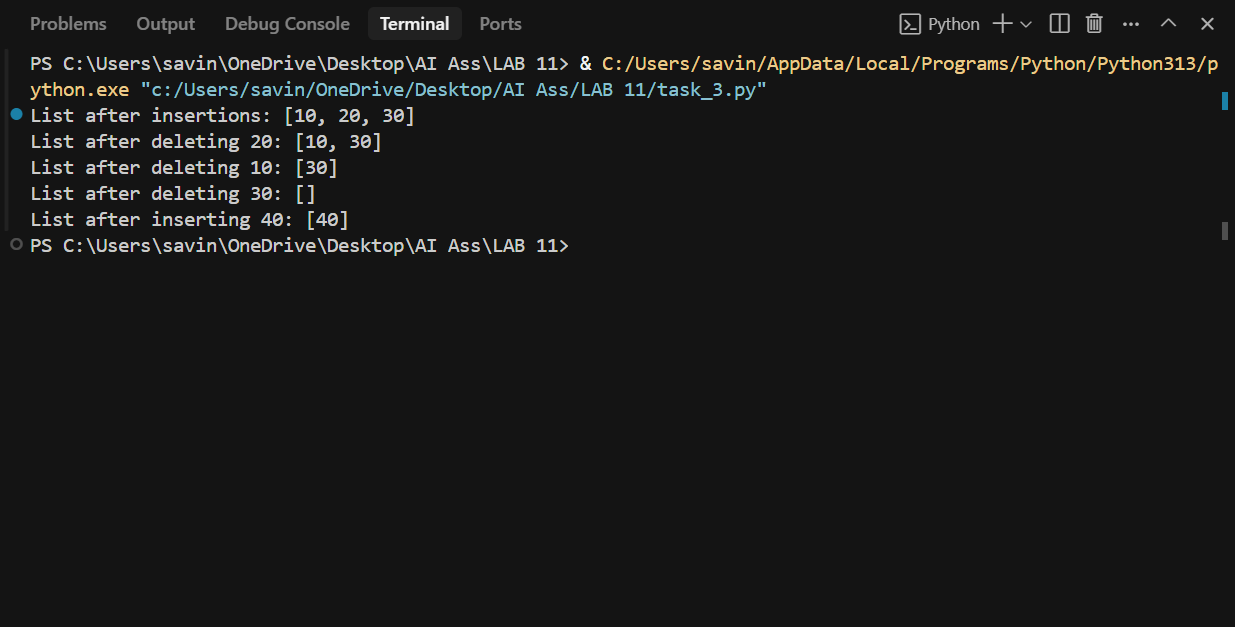 Problems Output Debug Console Terminal Ports Python
PS C:\Users\savin\OneDrive\Desktop\AI Ass\LAB 11> & C:/Users/savin/AppData/Local/Programs/Python/Python313/p
ython.exe "c:/Users/savin/OneDrive/Desktop/AI Ass/LAB 11/task_3.py"
List after insertions: [10, 20, 30]
List after deleting 20: [10, 30]
List after deleting 10: [30]
List after deleting 30: []
List after inserting 40: [40]
PS C:\Users\savin\OneDrive\Desktop\AI Ass\LAB 11>